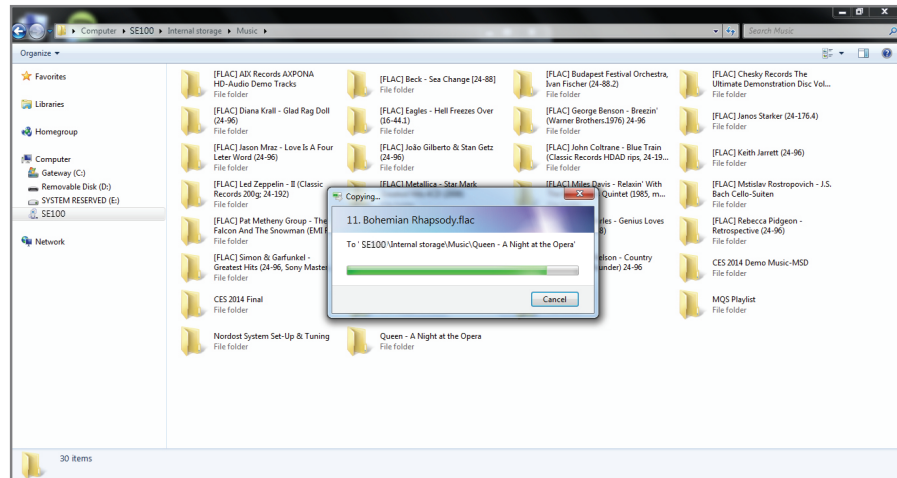 Computer ▸ SE100 ▸ Internal storage ▸ Music ▸
Search Music
Organize
Favorites
Libraries
Homegroup
Computer
Gateway (C:)
Removable Disk (D:)
SYSTEM RESERVED (E:)
SE100
Network
[FLAC] AIX Records AXPONA
HD-Audio Demo Tracks
File folder
[FLAC] Beck - Sea Change [24-88]
File folder
[FLAC] Budapest Festival Orchestra,
Ivan Fischer (24-88.2)
File folder
[FLAC] Chesky Records The
Ultimate Demonstration Disc Vol...
File folder
[FLAC] Diana Krall - Glad Rag Doll
(24-96)
File folder
[FLAC] Eagles - Hell Freezes Over
(16-44.1)
File folder
[FLAC] George Benson - Breezin'
(Warner Brothers.1976) 24-96
File folder
[FLAC] Janos Starker (24-176.4)
File folder
[FLAC] Jason Mraz - Love Is A Four
Leter Word (24-96)
File folder
[FLAC] João Gilberto & Stan Getz
(24-96)
File folder
[FLAC] John Coltrane - Blue Train
(Classic Records HDAD rips, 24-19...
File folder
[FLAC] Keith Jarrett (24-96)
File folder
[FLAC] Led Zeppelin - II (Classic
Records 200g; 24-192)
File folder
[FLAC] Metallica - Star Mark
[FLAC] Miles Davis - Relaxin' With
Quintet (1985, m...
[FLAC] Mstislav Rostropovich - J.S.
Bach Cello-Suiten
File folder
[FLAC] Pat Metheny Group - The
Falcon And The Snowman (EMI
File folder
- Genius Loves
[FLAC] Rebecca Pidgeon -
Retrospective (24-96)
File folder
[FLAC] Simon & Garfunkel -
Greatest Hits (24-96, Sony Master
File folder
- Country
24-96
CES 2014 Demo Music-MSD
File folder
CES 2014 Final
File folder
MQS Playlist
File folder
Nordost System Set-Up & Tuning
File folder
Queen - A Night at the Opera
File folder
Copying...
11. Bohemian Rhapsody.flac
To ' SE100\Internal storage\Music\Queen - A Night at the Opera'
Cancel
30 items